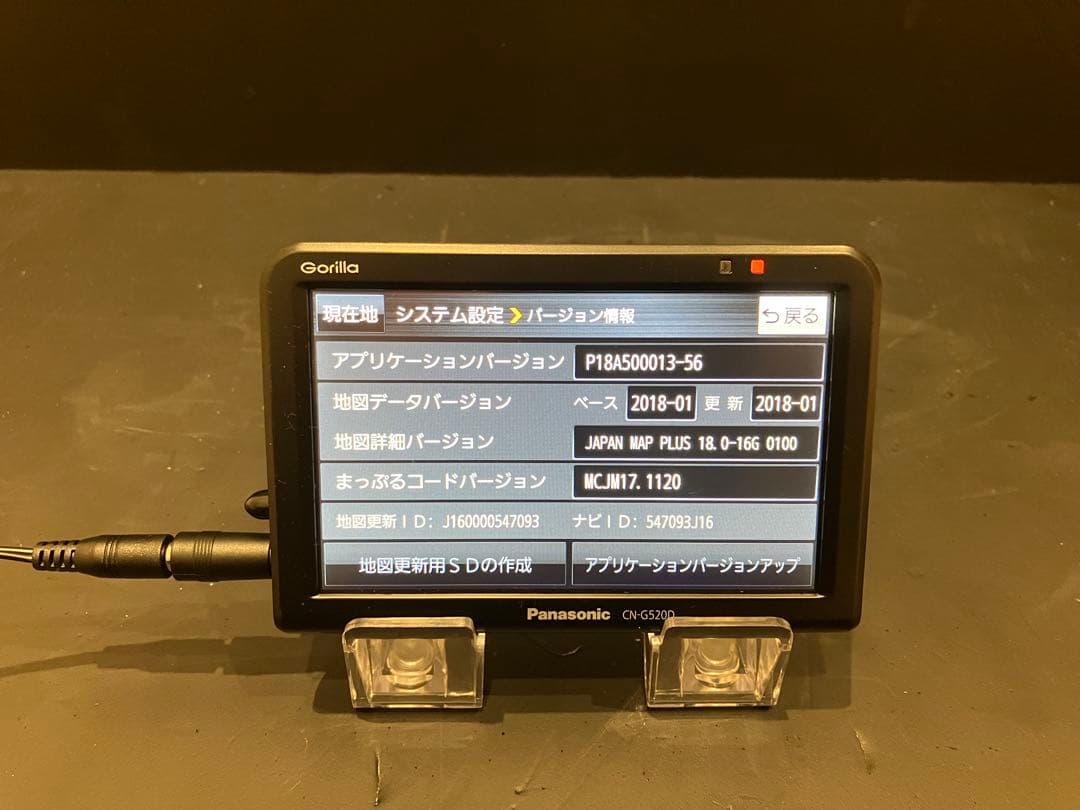 Gorilla
現在地 システム設定 バージョン情報 戻る
アプリケーションバージョン P18A500013-56
地図データバージョン ベース 2018-01 更新 2018-01
地図詳細バージョン JAPAN MAP PLUS 18.0-16G 0100
まっぷるコードバージョン MCJM17.1120
地図更新ID: J160000547093 ナビID: 547093J16
地図更新用SDの作成 アプリケーションバージョンアップ
Panasonic CN-G520D